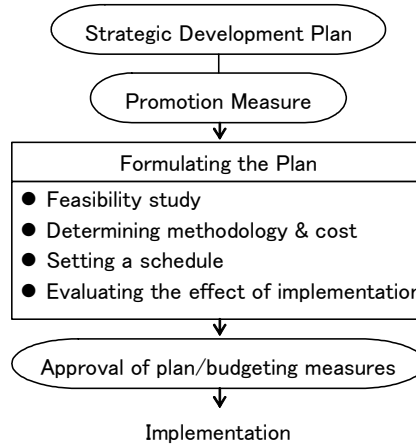 Strategic Development Plan
Promotion Measure
Formulating the Plan
● Feasibility study
● Determining methodology & cost
● Setting a schedule
● Evaluating the effect of implementation
Approval of plan/budgeting measures
Implementation